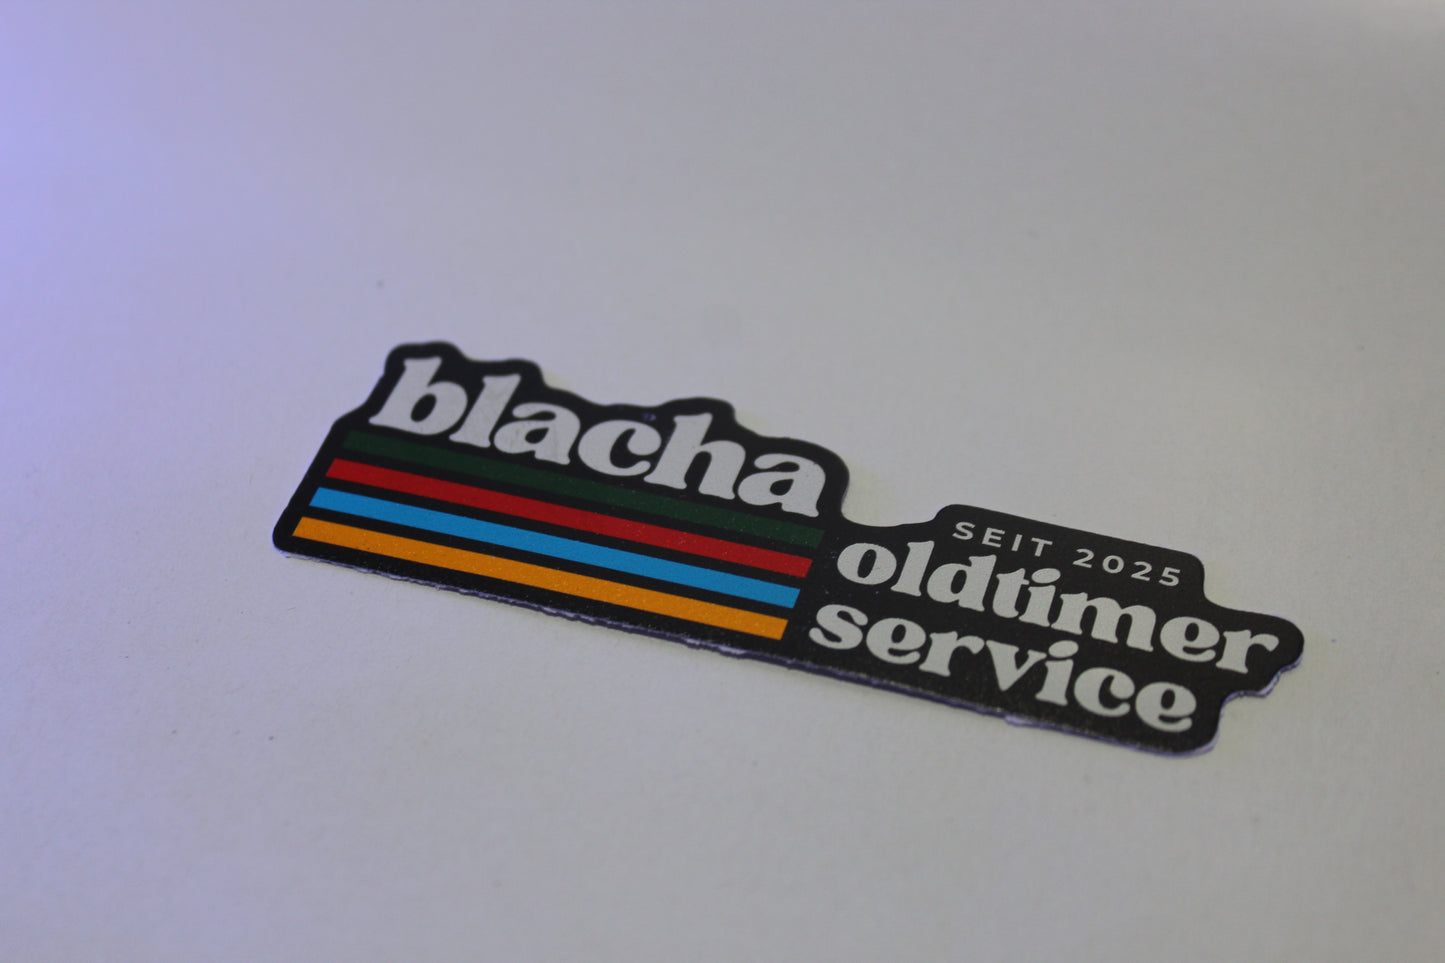 blacha
SEIT 2025
oldtimer
service